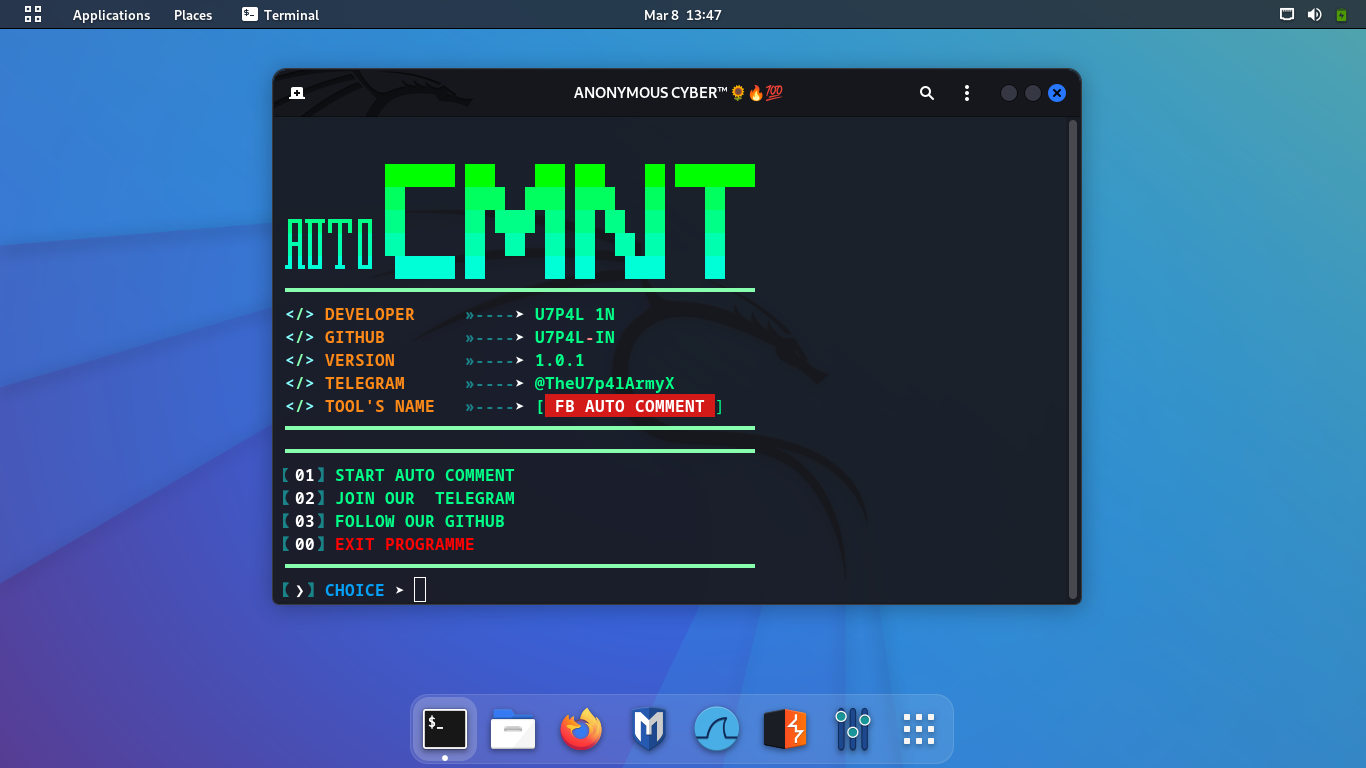 Applications Places Terminal Mar 8 13:47
ANONYMOUS CYBER™🌻🔥💯
AUTO CMNT
</> DEVELOPER »----➤ U7P4L 1N
</> GITHUB »----➤ U7P4L-IN
</> VERSION »----➤ 1.0.1
</> TELEGRAM »----➤ @TheU7p4lArmyX
</> TOOL'S NAME »----➤ [ FB AUTO COMMENT ]
【01】START AUTO COMMENT
【02】JOIN OUR  TELEGRAM
【03】FOLLOW OUR GITHUB
【00】EXIT PROGRAMME
【❯】CHOICE ➤
$_